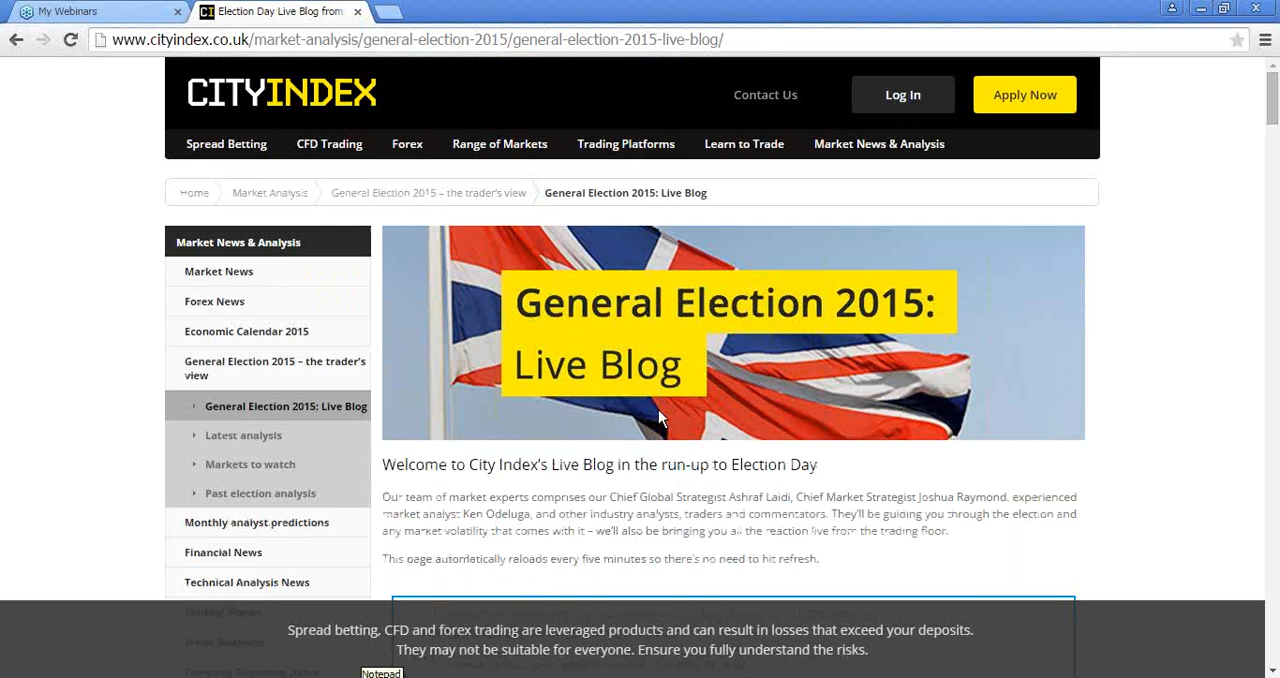 My Webinars
Election Day Live Blog from
www.cityindex.co.uk/market-analysis/general-election-2015/general-election-2015-live-blog/
CITYINDEX
Contact Us
Log In
Apply Now
Spread Betting
CFD Trading
Forex
Range of Markets
Trading Platforms
Learn to Trade
Market News & Analysis
Home
Market Analysis
General Election 2015 – the trader's view
General Election 2015: Live Blog
Market News & Analysis
Market News
Forex News
Economic Calendar 2015
General Election 2015 – the trader's
view
General Election 2015: Live Blog
Latest analysis
Markets to watch
Past election analysis
Monthly analyst predictions
Financial News
Technical Analysis News
General Election 2015:
Live Blog
Welcome to City Index's Live Blog in the run-up to Election Day
Our team of market experts comprises our Chief Global Strategist Ashraf Laidi, Chief Market Strategist Joshua Raymond, experienced
market analyst Ken Odeluga, and other industry analysts, traders and commentators. They'll be guiding you through the election and
any market volatility that comes with it – we'll also be bringing you all the reaction live from the trading floor.
This page automatically reloads every five minutes so there's no need to hit refresh.
Spread betting, CFD and forex trading are leveraged products and can result in losses that exceed your deposits.
They may not be suitable for everyone. Ensure you fully understand the risks.
Notepad